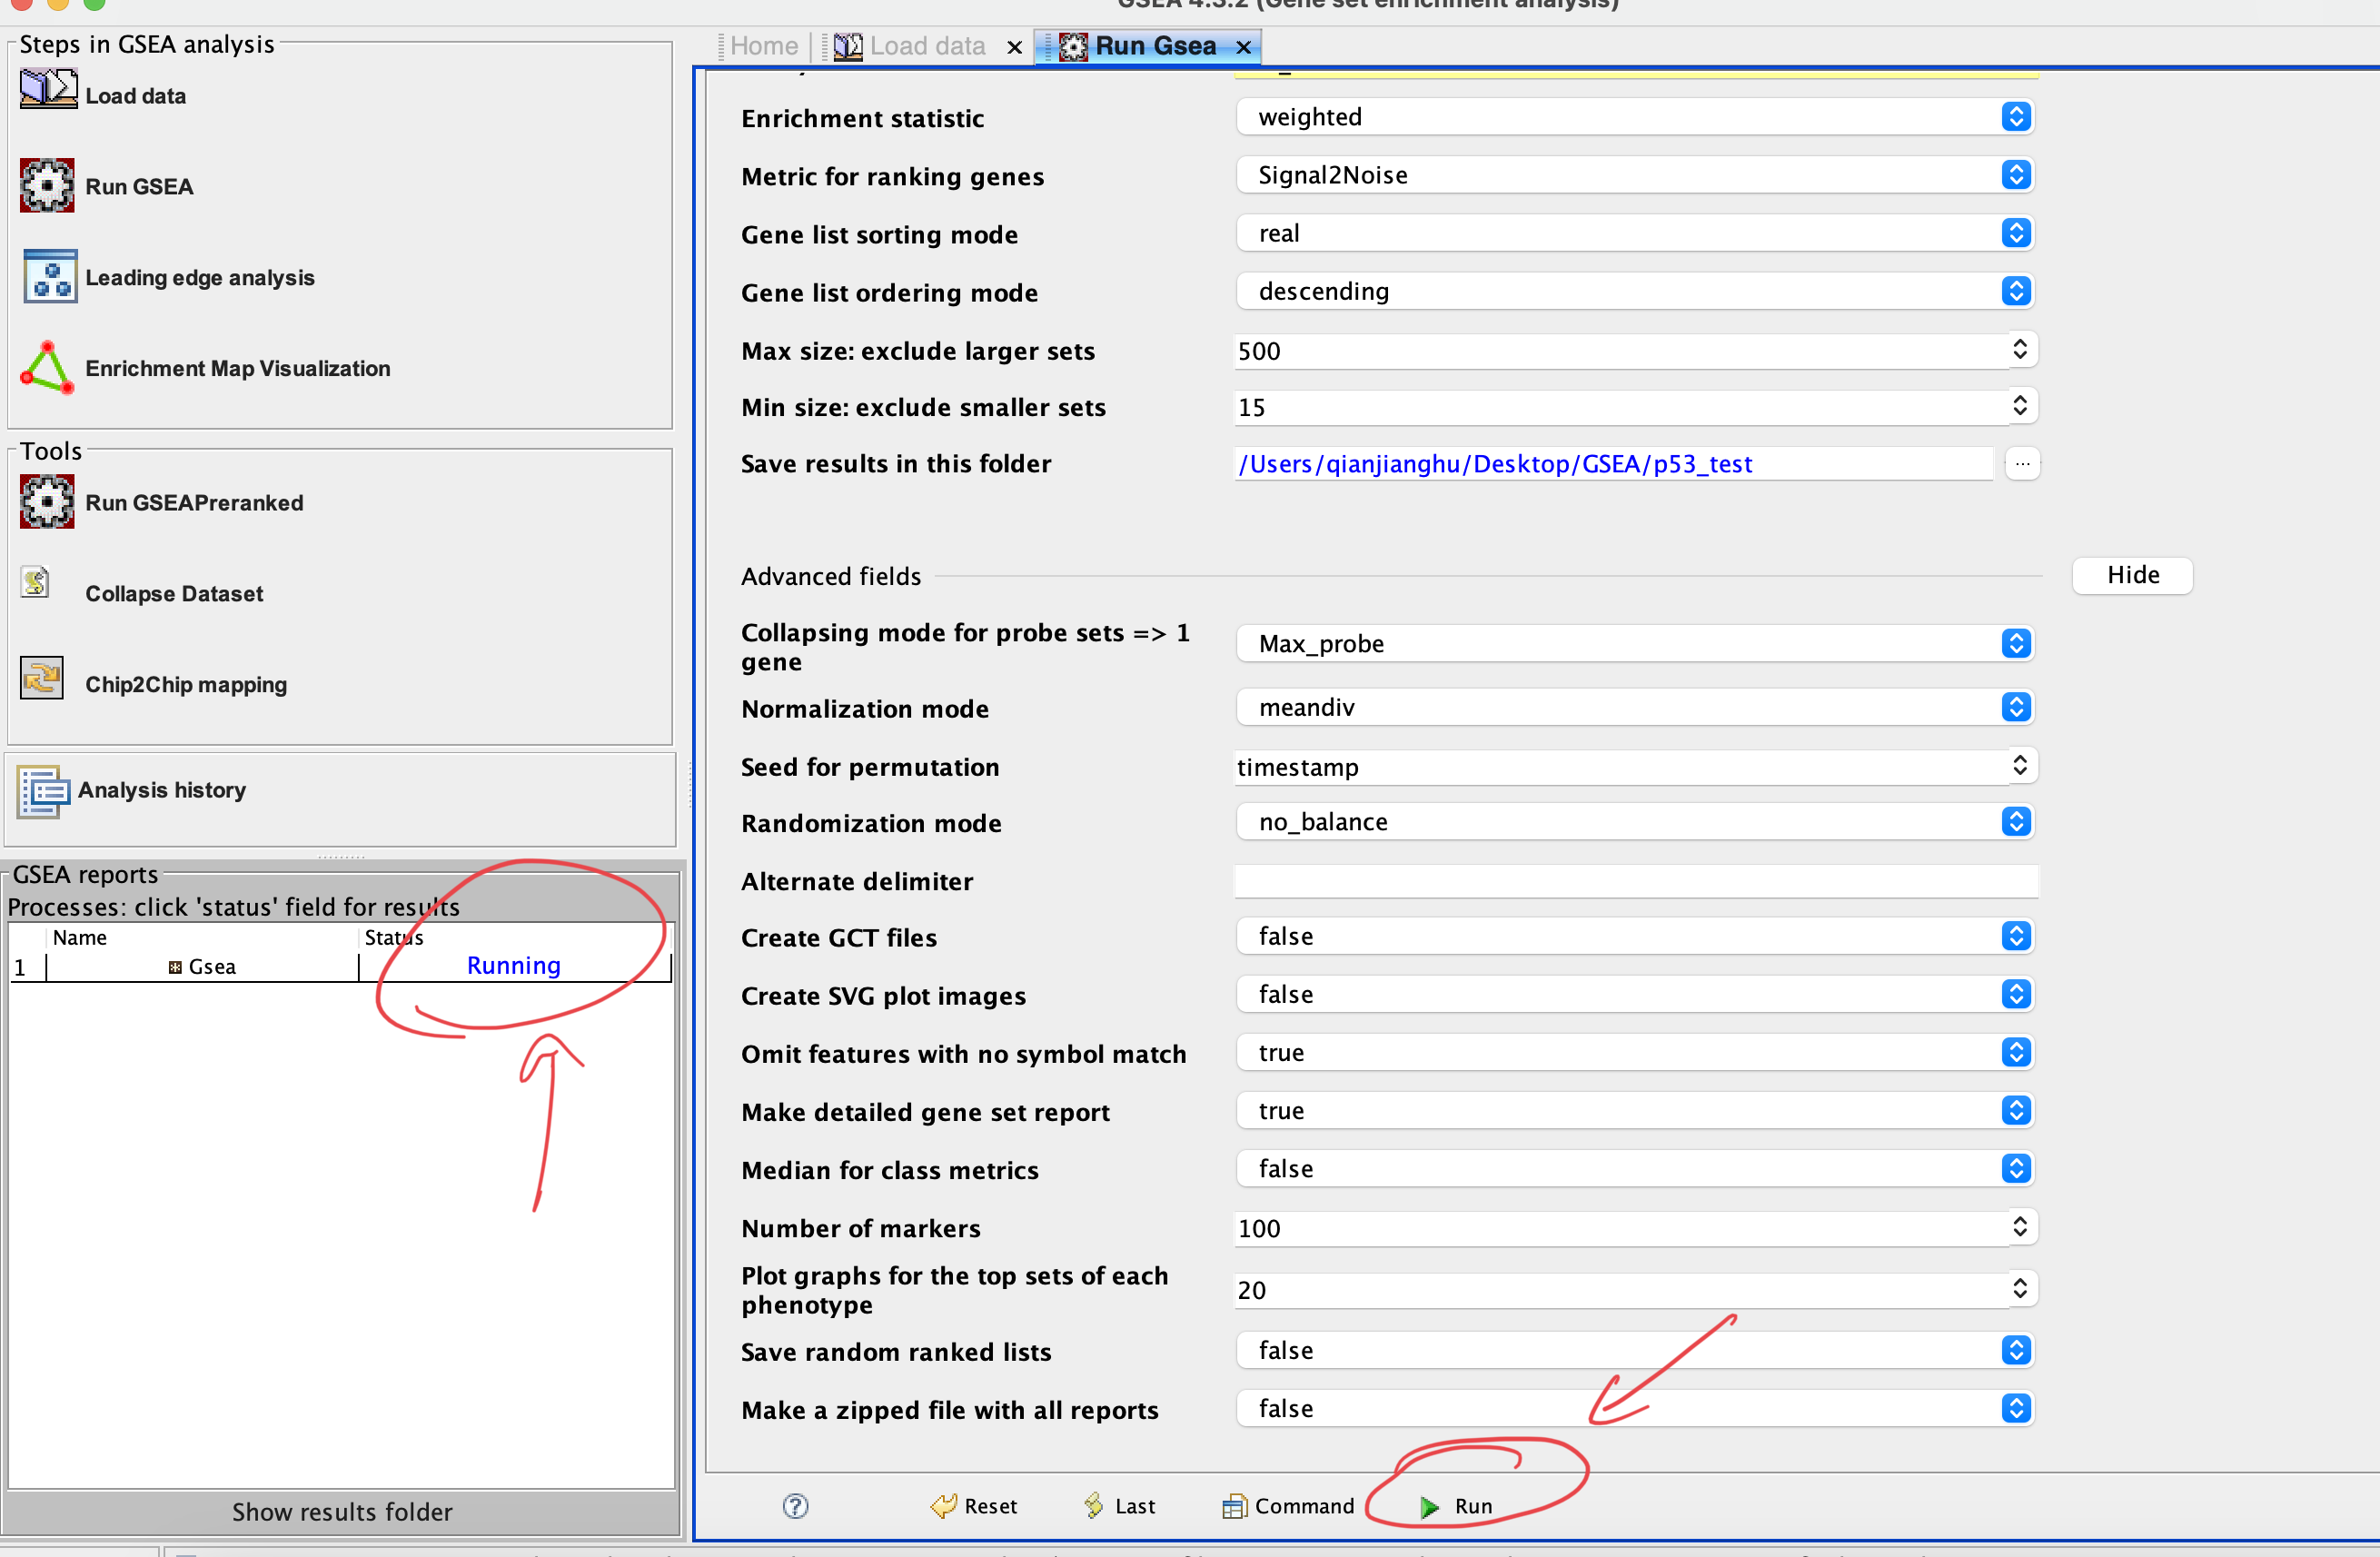 GSEA 4.3.2 (Gene set enrichment analysis)
Steps in GSEA analysis
Load data
Run GSEA
Leading edge analysis
Enrichment Map Visualization
Tools
Run GSEAPreranked
Collapse Dataset
Chip2Chip mapping
Analysis history
GSEA reports
Processes: click 'status' field for results
Name Status
1 Gsea Running
Show results folder
Home Load data Run Gsea
Enrichment statistic weighted
Metric for ranking genes Signal2Noise
Gene list sorting mode real
Gene list ordering mode descending
Max size: exclude larger sets 500
Min size: exclude smaller sets 15
Save results in this folder /Users/qianjianghu/Desktop/GSEA/p53_test ...
Advanced fields Hide
Collapsing mode for probe sets => 1
gene Max_probe
Normalization mode meandiv
Seed for permutation timestamp
Randomization mode no_balance
Alternate delimiter
Create GCT files false
Create SVG plot images false
Omit features with no symbol match true
Make detailed gene set report true
Median for class metrics false
Number of markers 100
Plot graphs for the top sets of each
phenotype 20
Save random ranked lists false
Make a zipped file with all reports false
? Reset Last Command Run